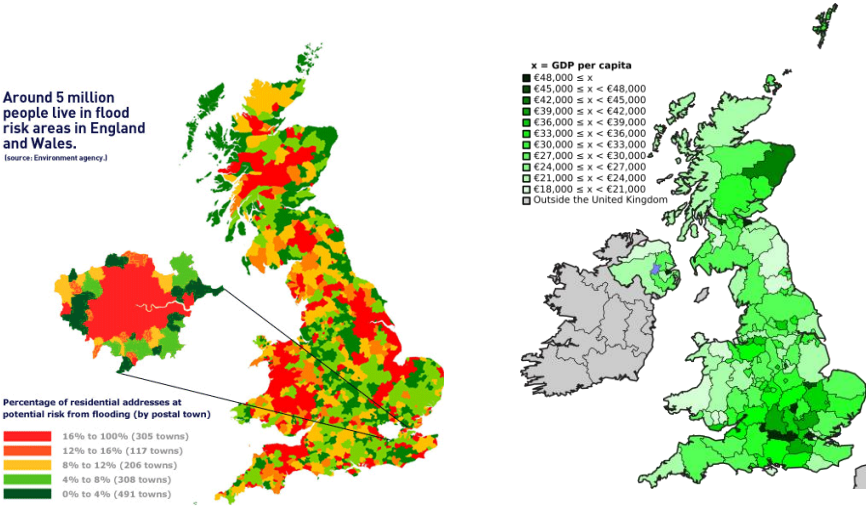 Around 5 million
people live in flood
risk areas in England
and Wales.
(source: Environment agency.)
Percentage of residential addresses at
potential risk from flooding (by postal town)
16% to 100% (305 towns)
12% to 16% (117 towns)
8% to 12% (206 towns)
4% to 8% (308 towns)
0% to 4% (491 towns)
x = GDP per capita
€48,000 ≤ x
€45,000 ≤ x < €48,000
€42,000 ≤ x < €45,000
€39,000 ≤ x < €42,000
€36,000 ≤ x < €39,000
€33,000 ≤ x < €36,000
€30,000 ≤ x < €33,000
€27,000 ≤ x < €30,000
€24,000 ≤ x < €27,000
€21,000 ≤ x < €24,000
€18,000 ≤ x < €21,000
Outside the United Kingdom